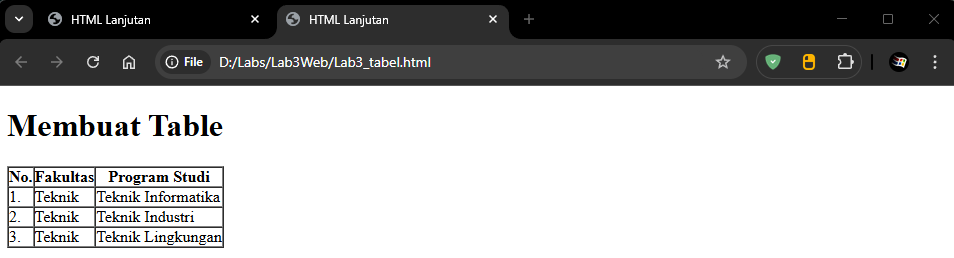 HTML Lanjutan
HTML Lanjutan
File D:/Labs/Lab3Web/Lab3_tabel.html
Membuat Table
No. Fakultas Program Studi
1. Teknik Teknik Informatika
2. Teknik Teknik Industri
3. Teknik Teknik Lingkungan